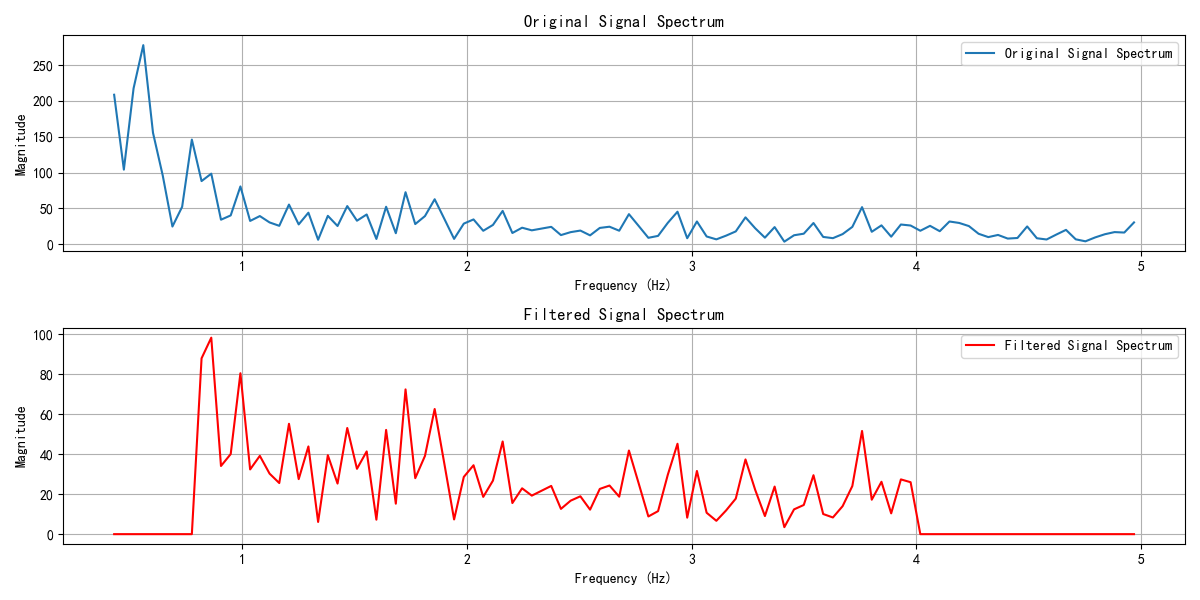 Original Signal Spectrum
Original Signal Spectrum
Magnitude
250
200
150
100
50
0
1 2 3 4 5
Frequency (Hz)
Filtered Signal Spectrum
Filtered Signal Spectrum
Magnitude
100
80
60
40
20
0
1 2 3 4 5
Frequency (Hz)